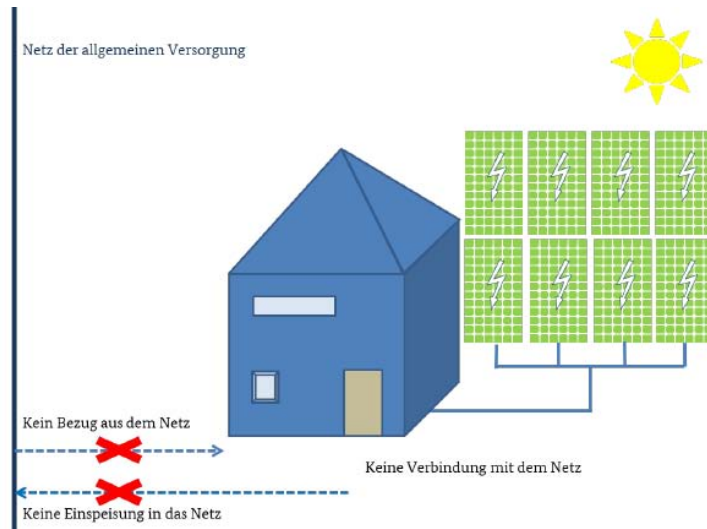 Netz der allgemeinen Versorgung
Kein Bezug aus dem Netz
Keine Verbindung mit dem Netz
Keine Einspeisung in das Netz